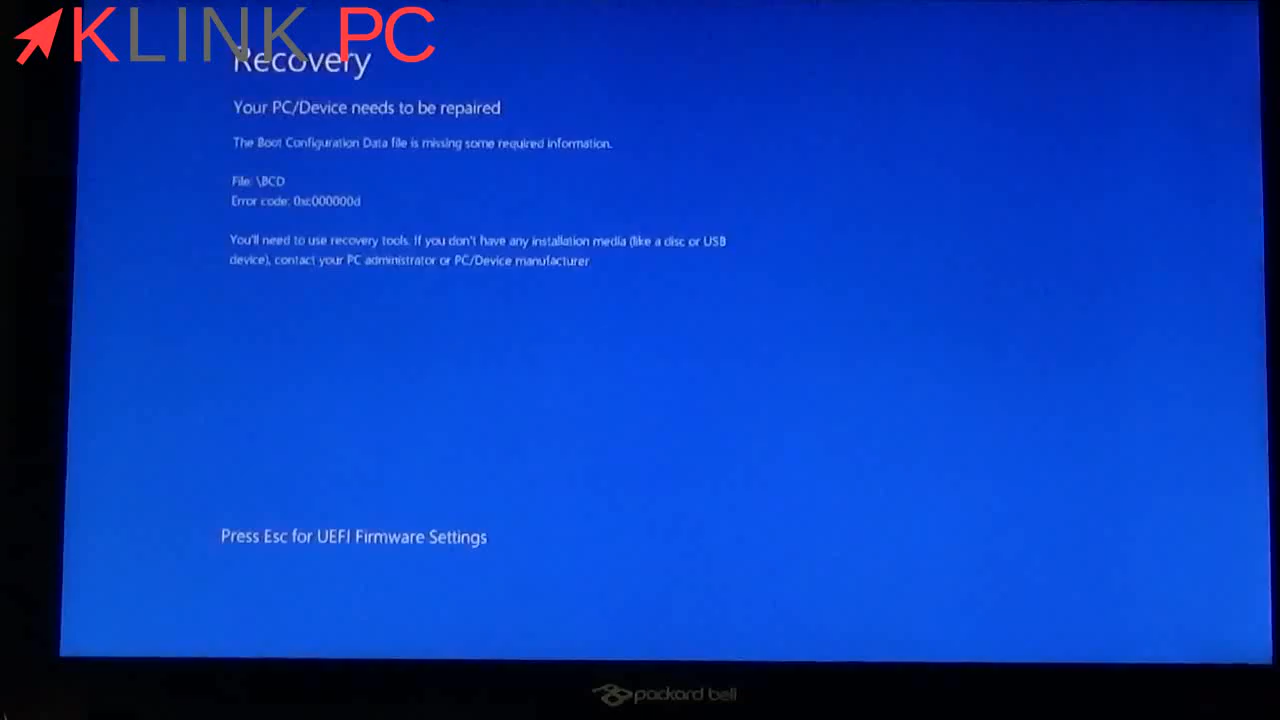 KLINK PC
Recovery
Your PC/Device needs to be repaired
The Boot Configuration Data file is missing some required information.
File: \BCD
Error code: 0xc000000d
You'll need to use recovery tools. If you don't have any installation media (like a disc or USB
device), contact your PC administrator or PC/Device manufacturer
Press Esc for UEFI Firmware Settings
packard bell